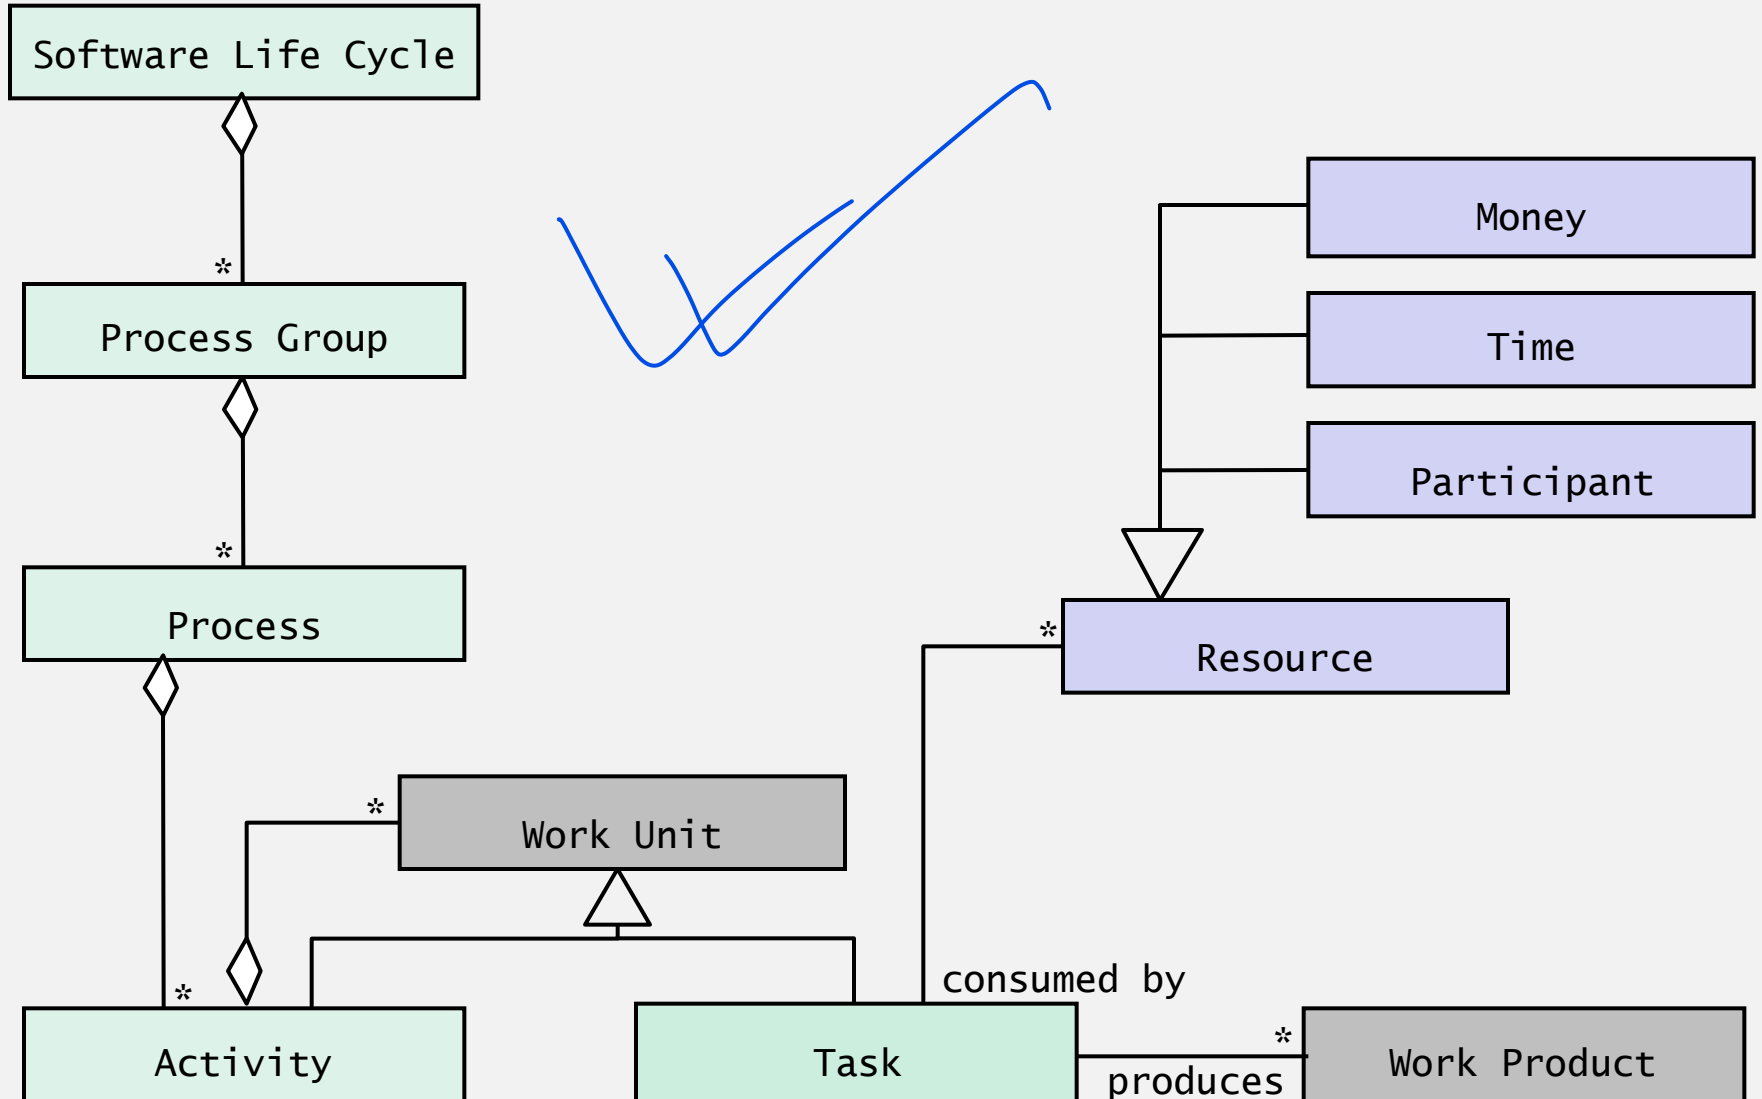 Software Life Cycle
*
Process Group
*
Process
*
Activity
*
Work Unit
Money
Time
Participant
*
Resource
consumed by
Task
produces
*
Work Product